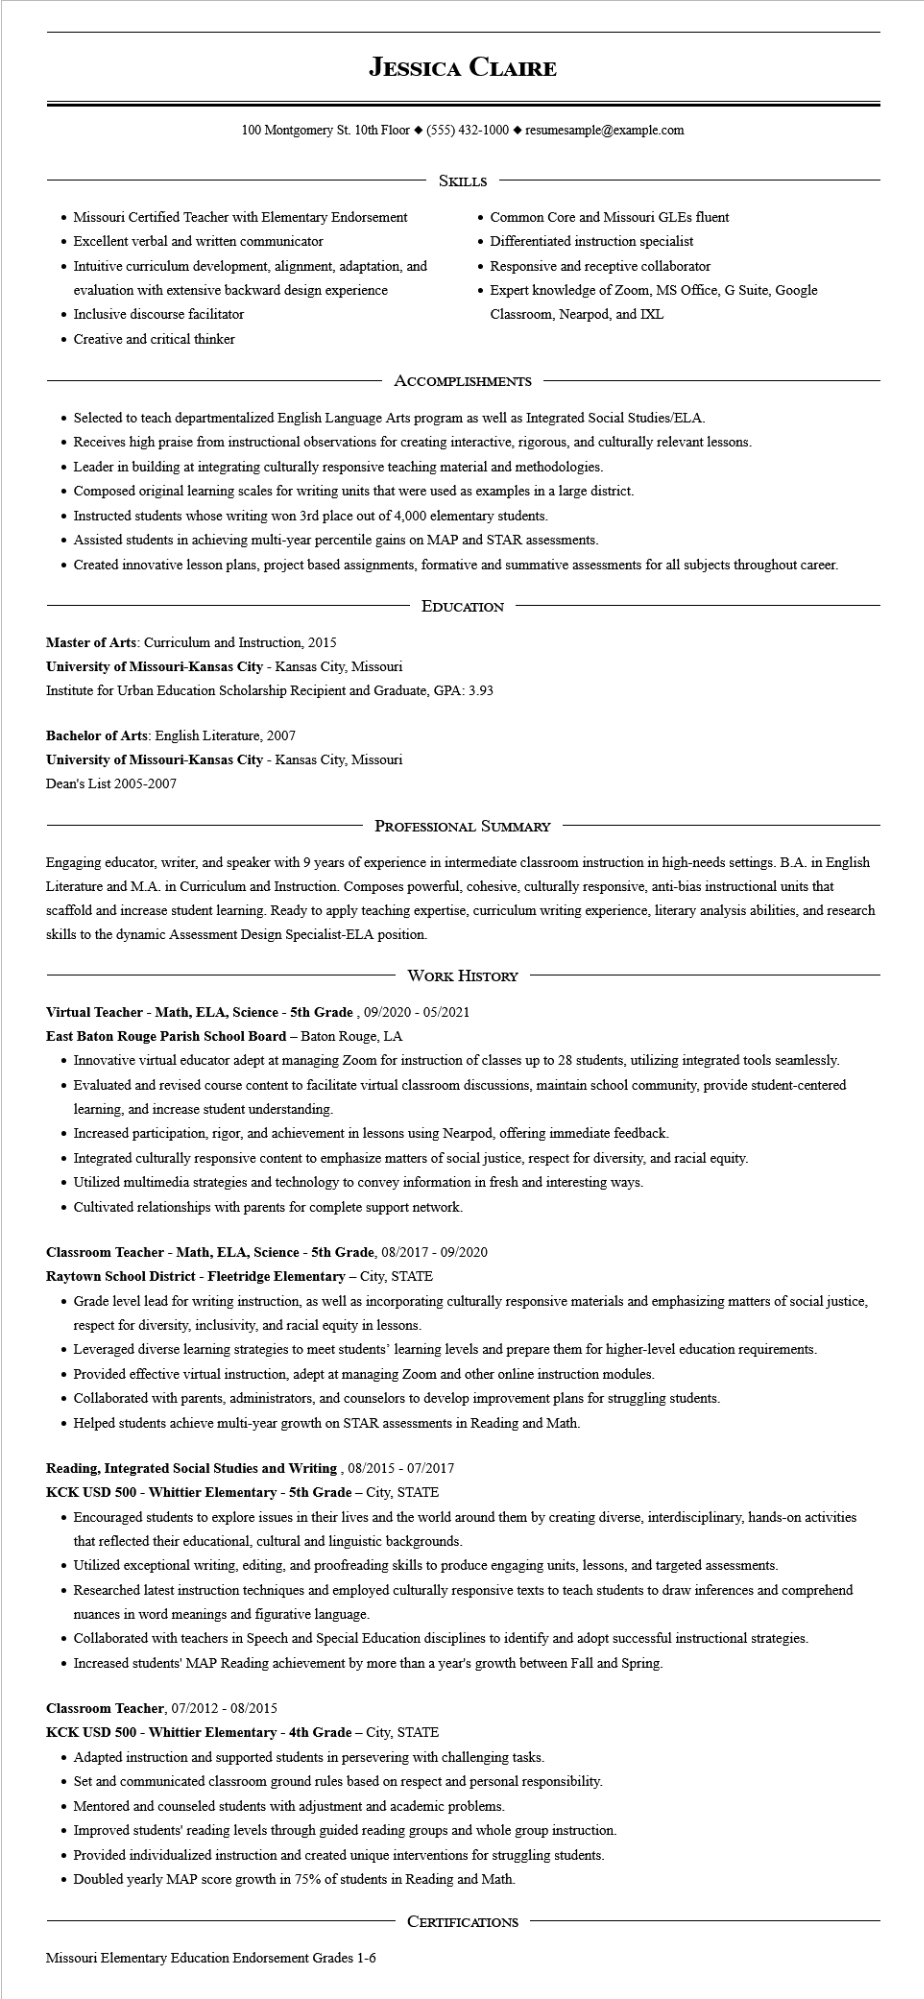 Jessica Claire
100 Montgomery St. 10th Floor ◆ (555) 432-1000 ◆ resumesample@example.com
Skills
• Missouri Certified Teacher with Elementary Endorsement
• Excellent verbal and written communicator
• Intuitive curriculum development, alignment, adaptation, and
evaluation with extensive backward design experience
• Inclusive discourse facilitator
• Creative and critical thinker
• Common Core and Missouri GLEs fluent
• Differentiated instruction specialist
• Responsive and receptive collaborator
• Expert knowledge of Zoom, MS Office, G Suite, Google
Classroom, Nearpod, and IXL
Accomplishments
• Selected to teach departmentalized English Language Arts program as well as Integrated Social Studies/ELA.
• Receives high praise from instructional observations for creating interactive, rigorous, and culturally relevant lessons.
• Leader in building at integrating culturally responsive teaching material and methodologies.
• Composed original learning scales for writing units that were used as examples in a large district.
• Instructed students whose writing won 3rd place out of 4,000 elementary students.
• Assisted students in achieving multi-year percentile gains on MAP and STAR assessments.
• Created innovative lesson plans, project based assignments, formative and summative assessments for all subjects throughout career.
Education
Master of Arts: Curriculum and Instruction, 2015
University of Missouri-Kansas City - Kansas City, Missouri
Institute for Urban Education Scholarship Recipient and Graduate, GPA: 3.93
Bachelor of Arts: English Literature, 2007
University of Missouri-Kansas City - Kansas City, Missouri
Dean's List 2005-2007
Professional Summary
Engaging educator, writer, and speaker with 9 years of experience in intermediate classroom instruction in high-needs settings. B.A. in English
Literature and M.A. in Curriculum and Instruction. Composes powerful, cohesive, culturally responsive, anti-bias instructional units that
scaffold and increase student learning. Ready to apply teaching expertise, curriculum writing experience, literary analysis abilities, and research
skills to the dynamic Assessment Design Specialist-ELA position.
Work History
Virtual Teacher - Math, ELA, Science - 5th Grade , 09/2020 - 05/2021
East Baton Rouge Parish School Board – Baton Rouge, LA
• Innovative virtual educator adept at managing Zoom for instruction of classes up to 28 students, utilizing integrated tools seamlessly.
• Evaluated and revised course content to facilitate virtual classroom discussions, maintain school community, provide student-centered
learning, and increase student understanding.
• Increased participation, rigor, and achievement in lessons using Nearpod, offering immediate feedback.
• Integrated culturally responsive content to emphasize matters of social justice, respect for diversity, and racial equity.
• Utilized multimedia strategies and technology to convey information in fresh and interesting ways.
• Cultivated relationships with parents for complete support network.
Classroom Teacher - Math, ELA, Science - 5th Grade, 08/2017 - 09/2020
Raytown School District - Fleetridge Elementary – City, STATE
• Grade level lead for writing instruction, as well as incorporating culturally responsive materials and emphasizing matters of social justice,
respect for diversity, inclusivity, and racial equity in lessons.
• Leveraged diverse learning strategies to meet students’ learning levels and prepare them for higher-level education requirements.
• Provided effective virtual instruction, adept at managing Zoom and other online instruction modules.
• Collaborated with parents, administrators, and counselors to develop improvement plans for struggling students.
• Helped students achieve multi-year growth on STAR assessments in Reading and Math.
Reading, Integrated Social Studies and Writing , 08/2015 - 07/2017
KCK USD 500 - Whittier Elementary - 5th Grade – City, STATE
• Encouraged students to explore issues in their lives and the world around them by creating diverse, interdisciplinary, hands-on activities
that reflected their educational, cultural and linguistic backgrounds.
• Utilized exceptional writing, editing, and proofreading skills to produce engaging units, lessons, and targeted assessments.
• Researched latest instruction techniques and employed culturally responsive texts to teach students to draw inferences and comprehend
nuances in word meanings and figurative language.
• Collaborated with teachers in Speech and Special Education disciplines to identify and adopt successful instructional strategies.
• Increased students' MAP Reading achievement by more than a year's growth between Fall and Spring.
Classroom Teacher, 07/2012 - 08/2015
KCK USD 500 - Whittier Elementary - 4th Grade – City, STATE
• Adapted instruction and supported students in persevering with challenging tasks.
• Set and communicated classroom ground rules based on respect and personal responsibility.
• Mentored and counseled students with adjustment and academic problems.
• Improved students' reading levels through guided reading groups and whole group instruction.
• Provided individualized instruction and created unique interventions for struggling students.
• Doubled yearly MAP score growth in 75% of students in Reading and Math.
Certifications
Missouri Elementary Education Endorsement Grades 1-6